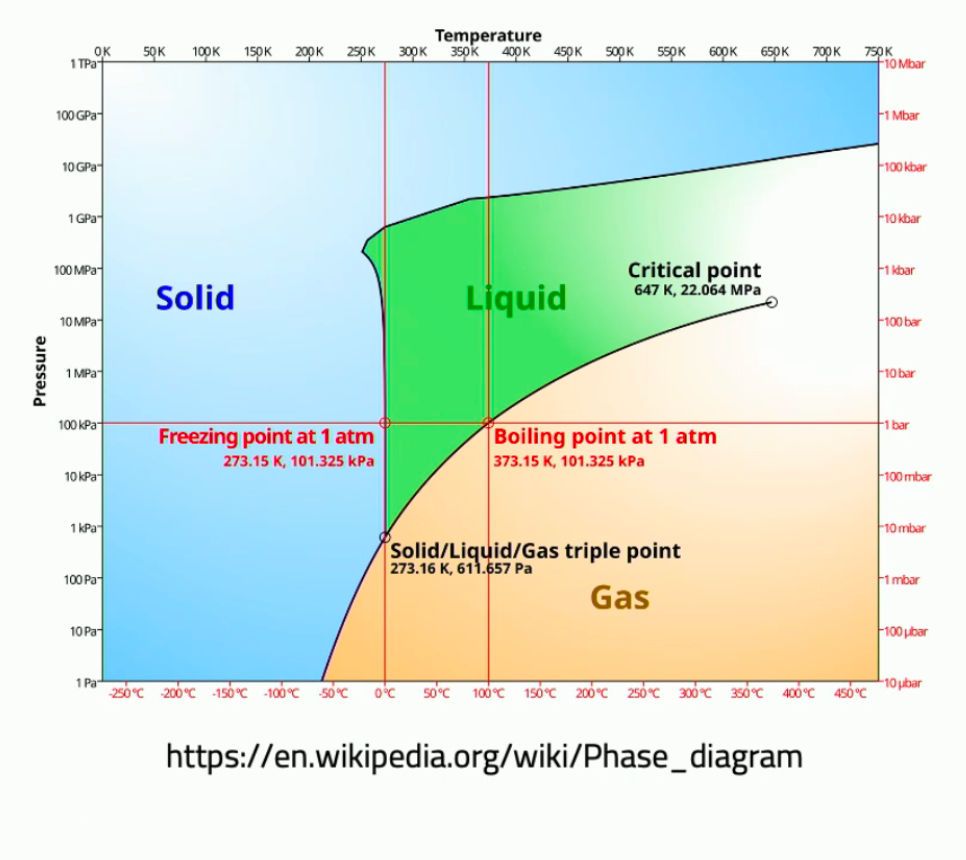 Temperature
0 K 50 K 100 K 150 K 200 K 250 K 300 K 350 K 400 K 450 K 500 K 550 K 600 K 650 K 700 K 750 K
1 TPa 10 Mbar
100 GPa 1 Mbar
10 GPa 100 kbar
1 GPa 10 kbar
100 MPa 1 kbar
Critical point
647 K, 22.064 MPa
Solid Liquid
10 MPa 100 bar
Pressure
1 MPa 10 bar
100 kPa 1 bar
Freezing point at 1 atm Boiling point at 1 atm
273.15 K, 101.325 kPa 373.15 K, 101.325 kPa
10 kPa 100 mbar
1 kPa 10 mbar
Solid/Liquid/Gas triple point
273.16 K, 611.657 Pa
100 Pa 1 mbar
Gas
10 Pa 100 µbar
1 Pa 10 µbar
-250 °C -200 °C -150 °C -100 °C -50 °C 0 °C 50 °C 100 °C 150 °C 200 °C 250 °C 300 °C 350 °C 400 °C 450 °C
https://en.wikipedia.org/wiki/Phase_diagram